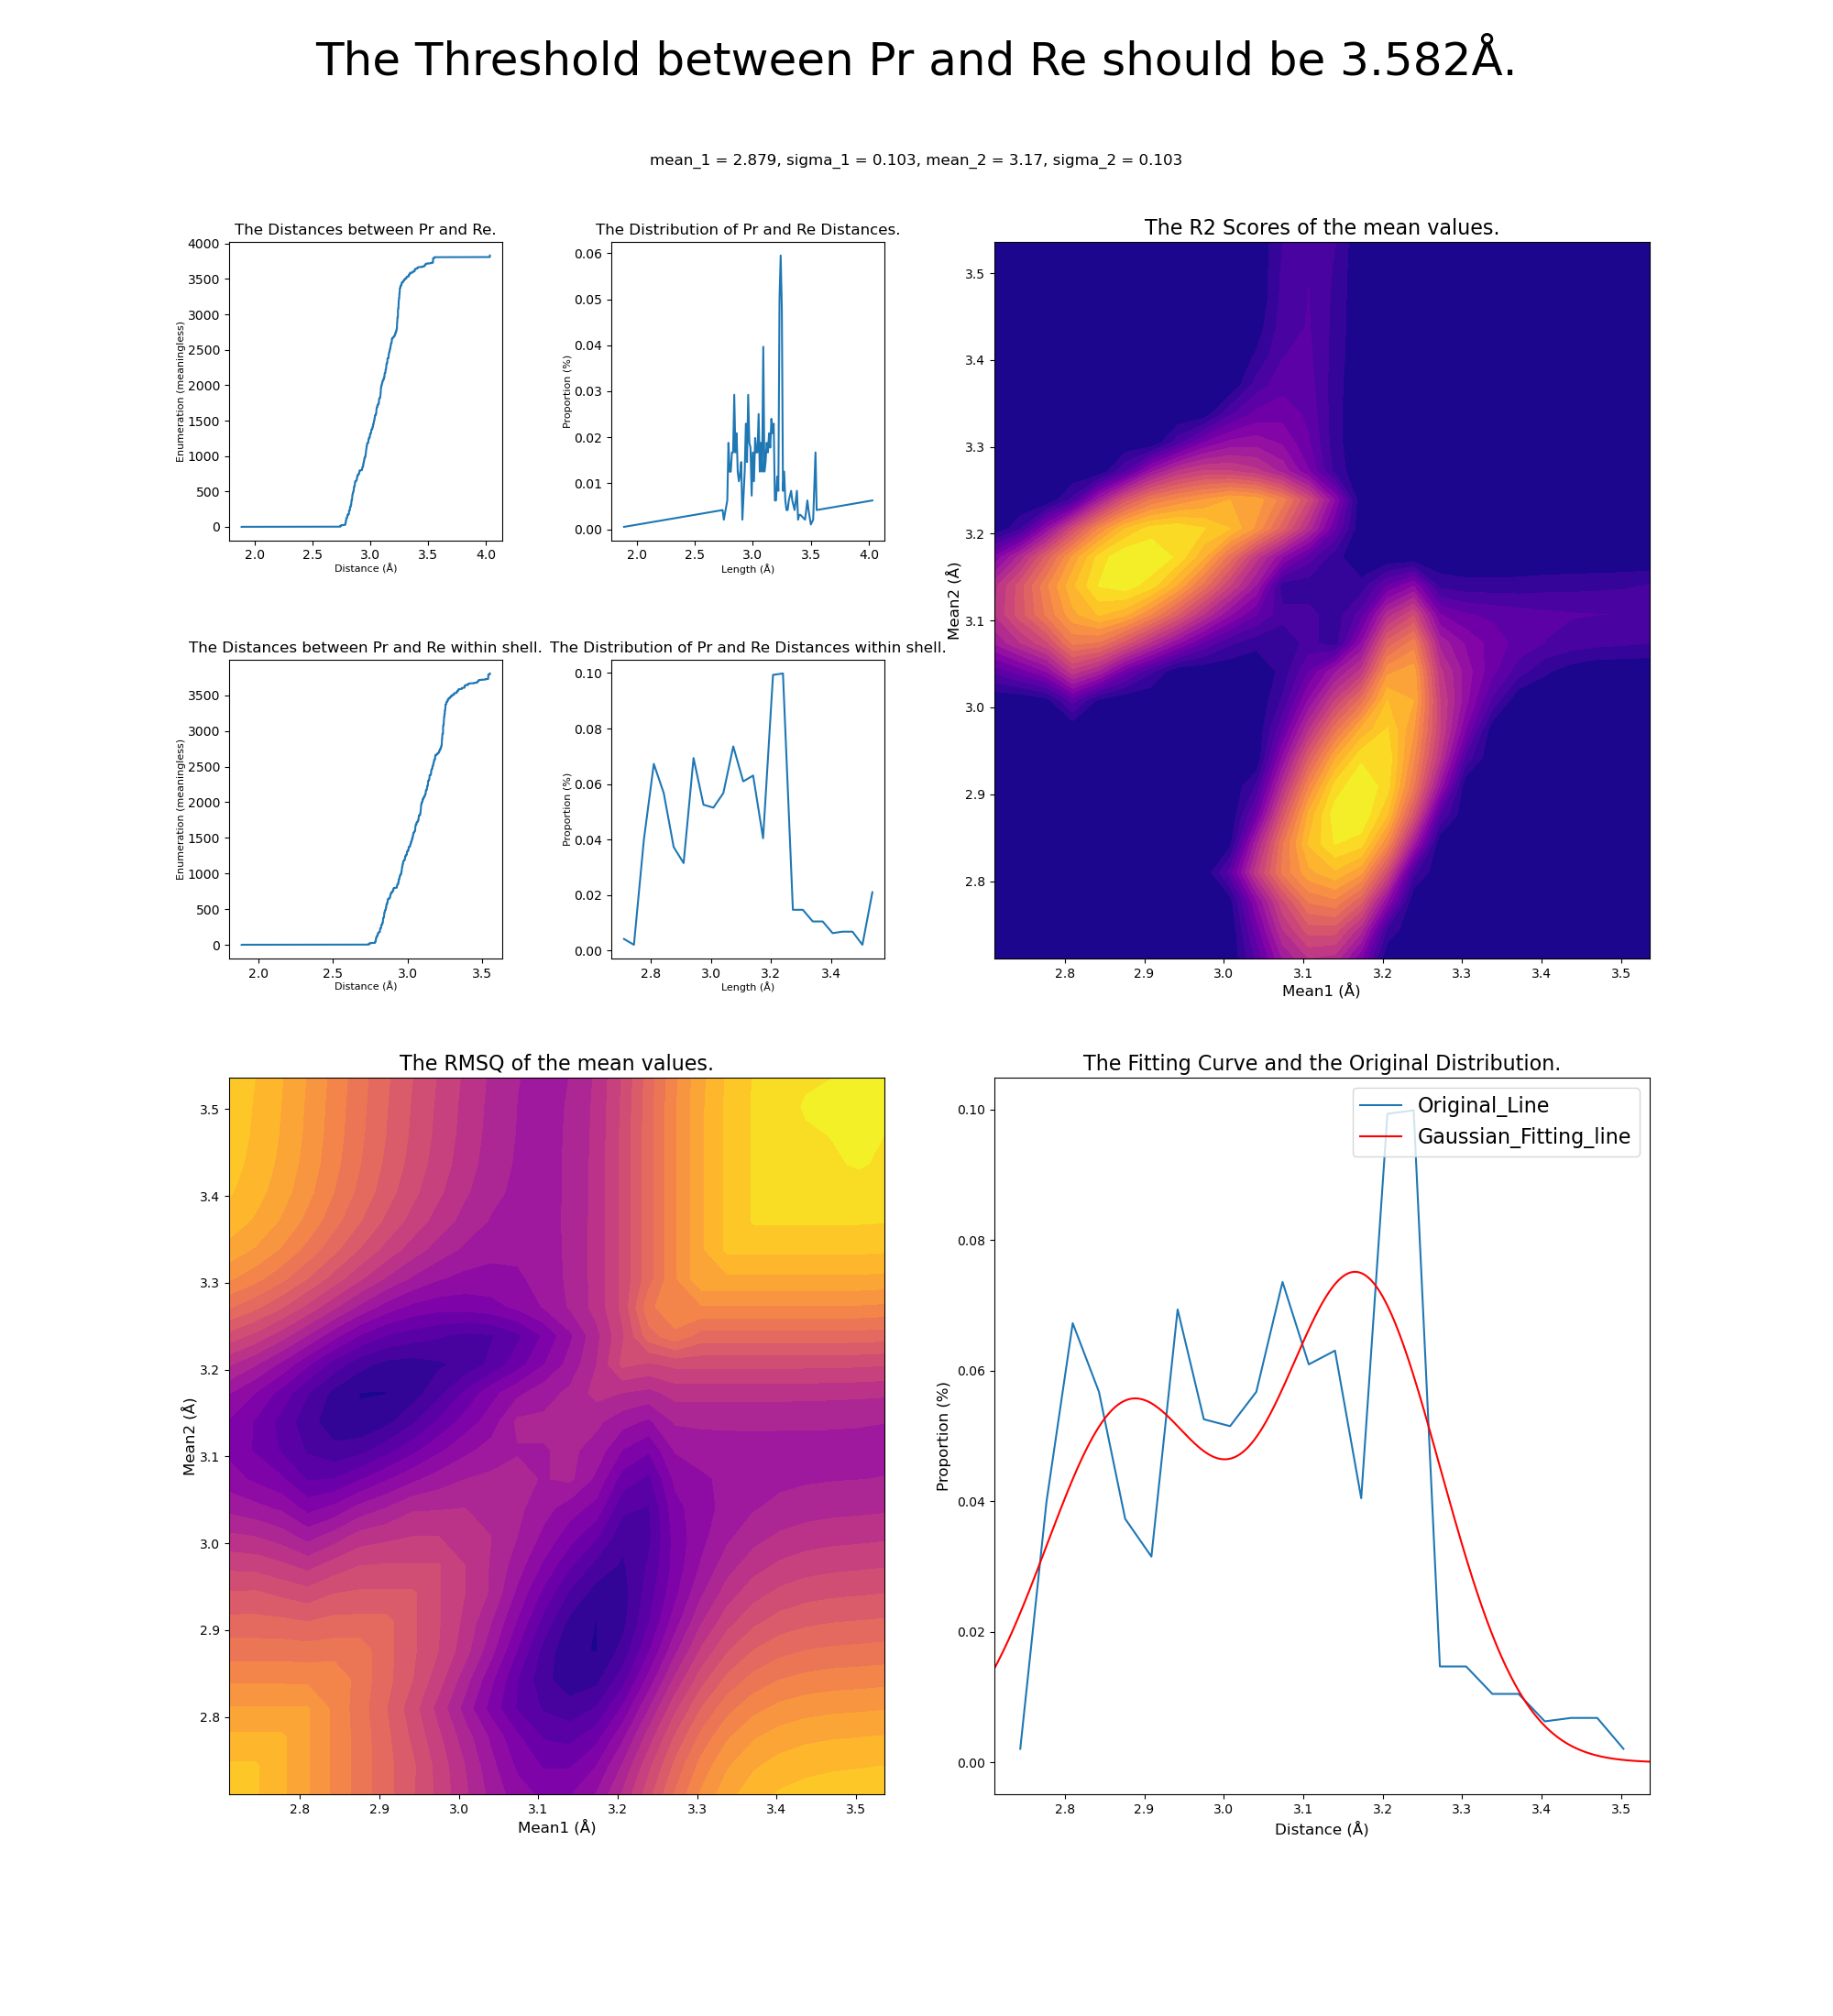 The Threshold between Pr and Re should be 3.582Å.
mean_1 = 2.879, sigma_1 = 0.103, mean_2 = 3.17, sigma_2 = 0.103
The Distances between Pr and Re.
4000
3500
3000
2500
2000
1500
1000
500
0
Enumeration (meaningless)
2.0 2.5 3.0 3.5 4.0
Distance (Å)
The Distribution of Pr and Re Distances.
0.06
0.05
0.04
0.03
0.02
0.01
0.00
Proportion (%)
2.0 2.5 3.0 3.5 4.0
Length (Å)
The R2 Scores of the mean values.
3.5
3.4
3.3
3.2
3.1
3.0
2.9
2.8
Mean2 (Å)
2.8 2.9 3.0 3.1 3.2 3.3 3.4 3.5
Mean1 (Å)
The Distances between Pr and Re within shell.
3500
3000
2500
2000
1500
1000
500
0
Enumeration (meaningless)
2.0 2.5 3.0 3.5
Distance (Å)
The Distribution of Pr and Re Distances within shell.
0.10
0.08
0.06
0.04
0.02
0.00
Proportion (%)
2.8 3.0 3.2 3.4
Length (Å)
The RMSQ of the mean values.
3.5
3.4
3.3
3.2
3.1
3.0
2.9
2.8
Mean2 (Å)
2.8 2.9 3.0 3.1 3.2 3.3 3.4 3.5
Mean1 (Å)
The Fitting Curve and the Original Distribution.
Original_Line
Gaussian_Fitting_line
0.10
0.08
0.06
0.04
0.02
0.00
Proportion (%)
2.8 2.9 3.0 3.1 3.2 3.3 3.4 3.5
Distance (Å)